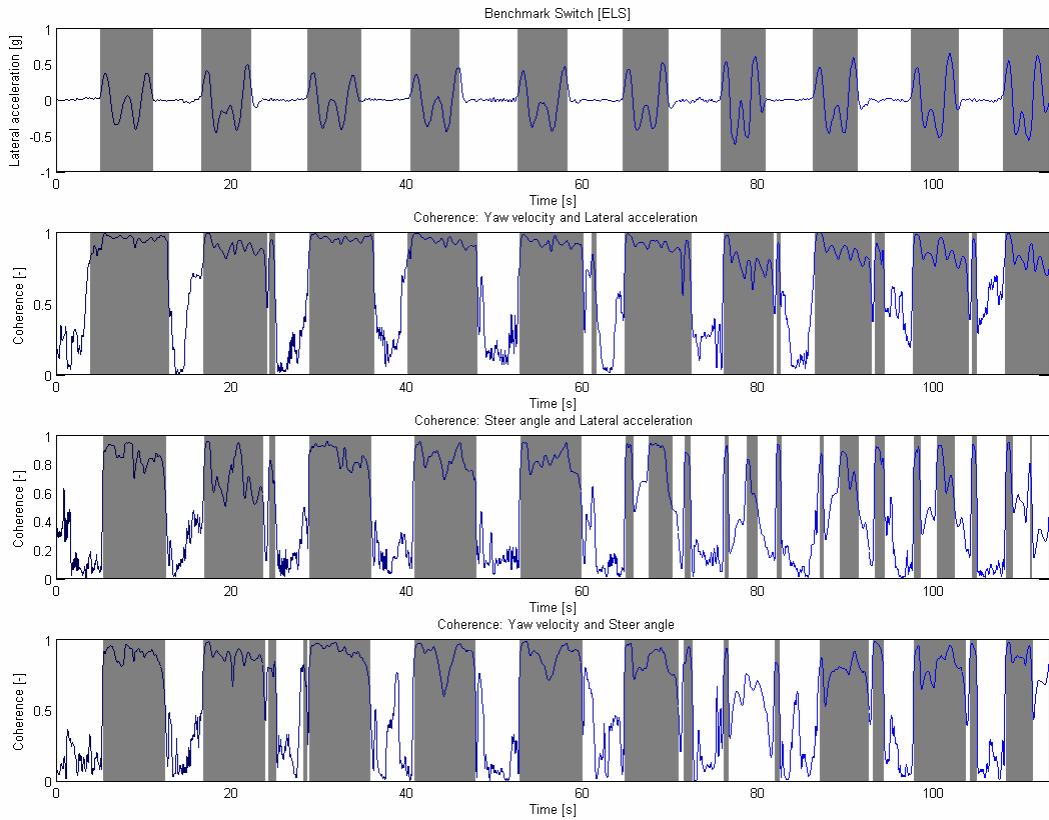 Benchmark Switch [ELS]
Lateral acceleration [g]
1
0.5
0
-0.5
-1
0 20 40 60 80 100
Time [s]
Coherence: Yaw velocity and Lateral acceleration
Coherence [-]
1
0.5
0
0 20 40 60 80 100
Time [s]
Coherence: Steer angle and Lateral acceleration
Coherence [-]
1
0.8
0.6
0.4
0.2
0
0 20 40 60 80 100
Time [s]
Coherence: Yaw velocity and Steer angle
Coherence [-]
1
0.5
0
0 20 40 60 80 100
Time [s]